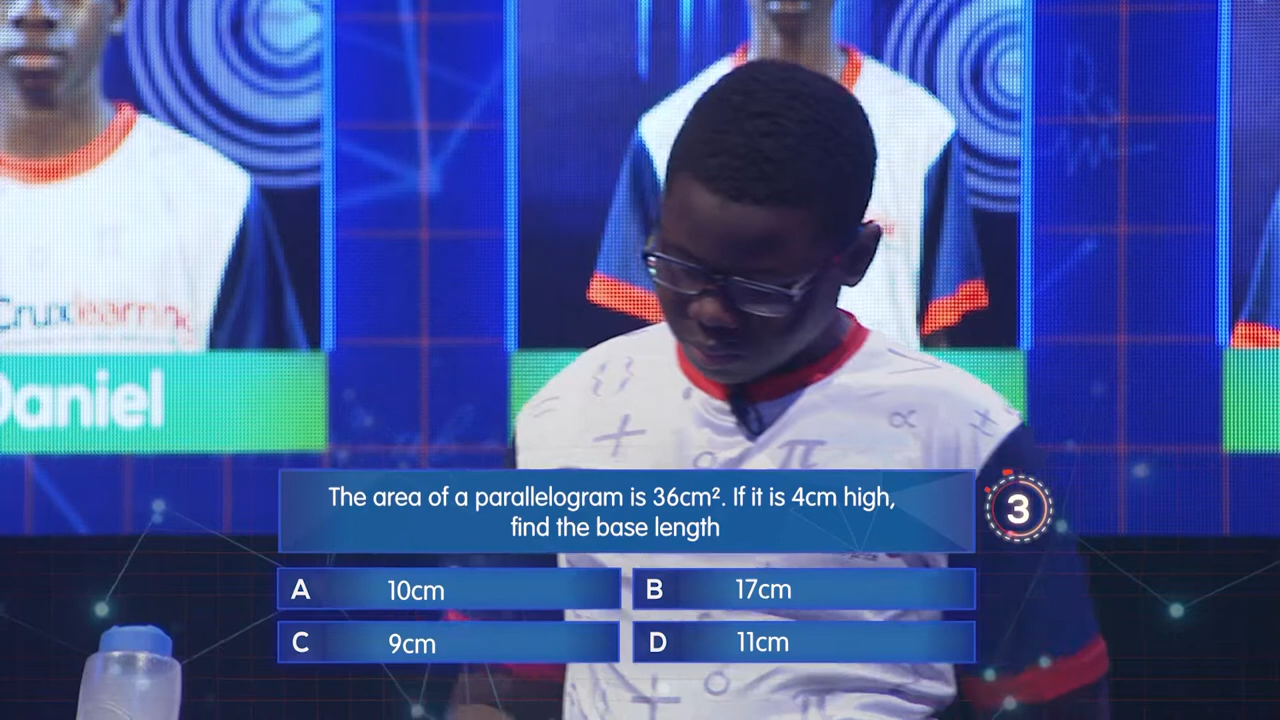 Cruxlearning
Daniel
+
π
∝
The area of a parallelogram is 36cm². If it is 4cm high,
find the base length
3
A 10cm
B 17cm
C 9cm
D 11cm
+